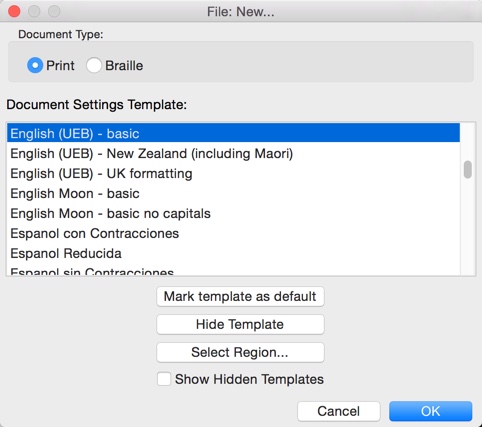 File: New...
Document Type:
Print
Braille
Document Settings Template:
English (UEB) - basic
English (UEB) - New Zealand (including Maori)
English (UEB) - UK formatting
English Moon - basic
English Moon - basic no capitals
Espanol con Contracciones
Espanol Reducida
Espanol sin Contracciones
Mark template as default
Hide Template
Select Region...
Show Hidden Templates
Cancel
OK